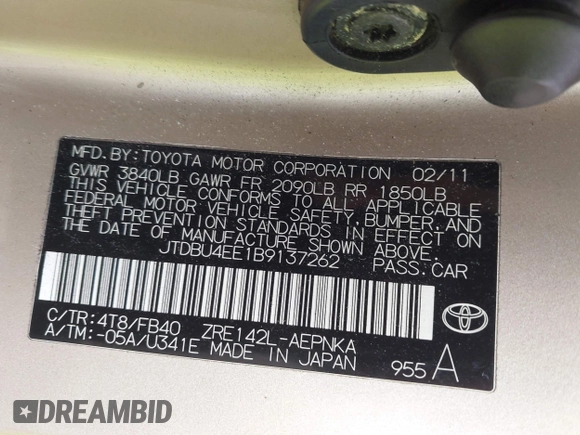 MFD. BY: TOYOTA MOTOR CORPORATION 02/11
GVWR 3840LB GAWR FR 2090LB RR 1850LB
THIS VEHICLE CONFORMS TO ALL APPLICABLE
FEDERAL MOTOR VEHICLE SAFETY, BUMPER, AND
THEFT PREVENTION STANDARDS IN EFFECT ON
THE DATE OF MANUFACTURE SHOWN ABOVE.
JTDBU4EE1B9137262 PASS. CAR
C/TR: 4T8/FB40 ZRE142L-AEPNKA
A/TM: -05A/U341E MADE IN JAPAN 955 A
DREAMBID